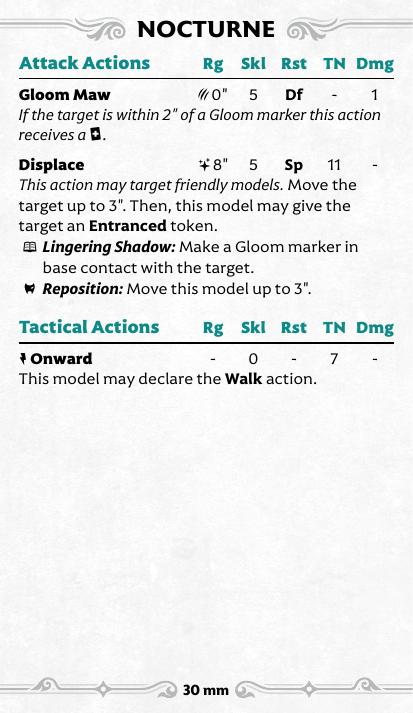 NOCTURNE
Attack Actions Rg Skl Rst TN Dmg
Gloom Maw 0" 5 Df - 1
If the target is within 2" of a Gloom marker this action
receives a .
Displace 8" 5 Sp 11 -
This action may target friendly models. Move the
target up to 3". Then, this model may give the
target an Entranced token.
Lingering Shadow: Make a Gloom marker in
base contact with the target.
Reposition: Move this model up to 3".
Tactical Actions Rg Skl Rst TN Dmg
Onward - 0 - 7 -
This model may declare the Walk action.
30 mm